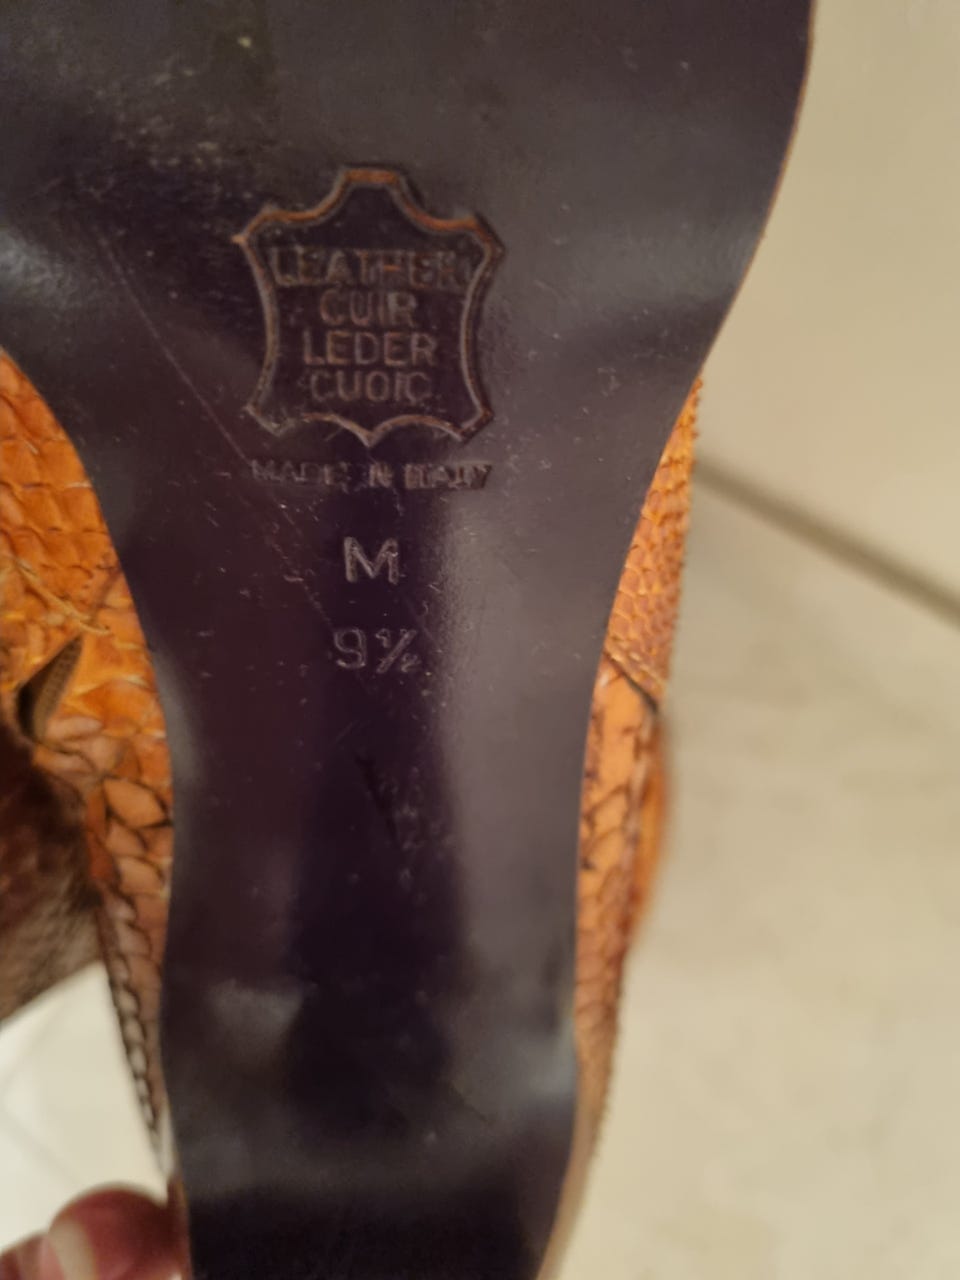 LEATHER
CUIR
LEDER
CUOIO
MADE IN ITALY
M
9½